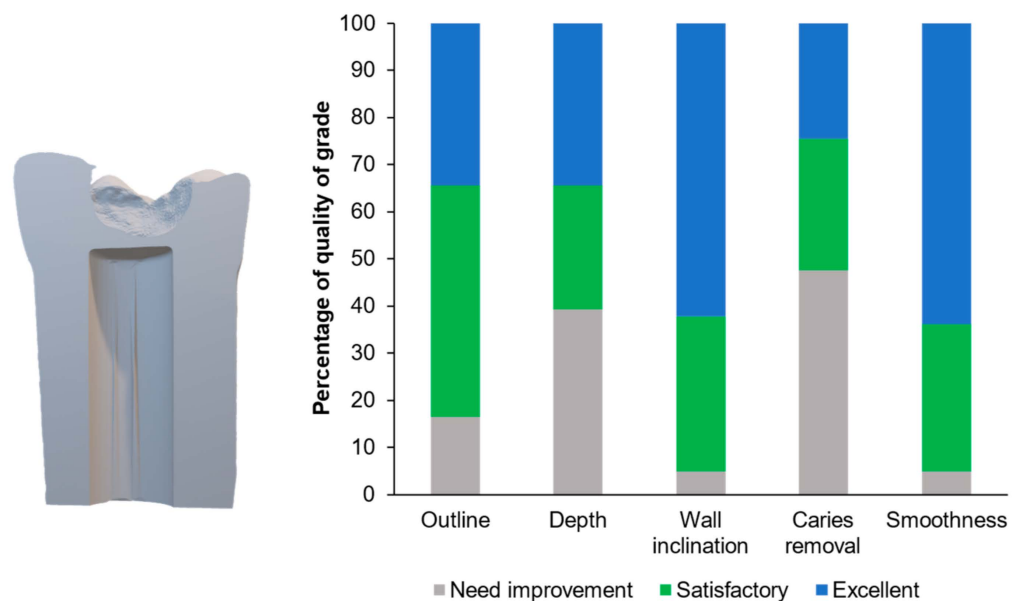 Percentage of quality of grade
100
90
80
70
60
50
40
30
20
10
0
Outline
Depth
Wall
inclination
Caries
removal
Smoothness
Need improvement
Satisfactory
Excellent